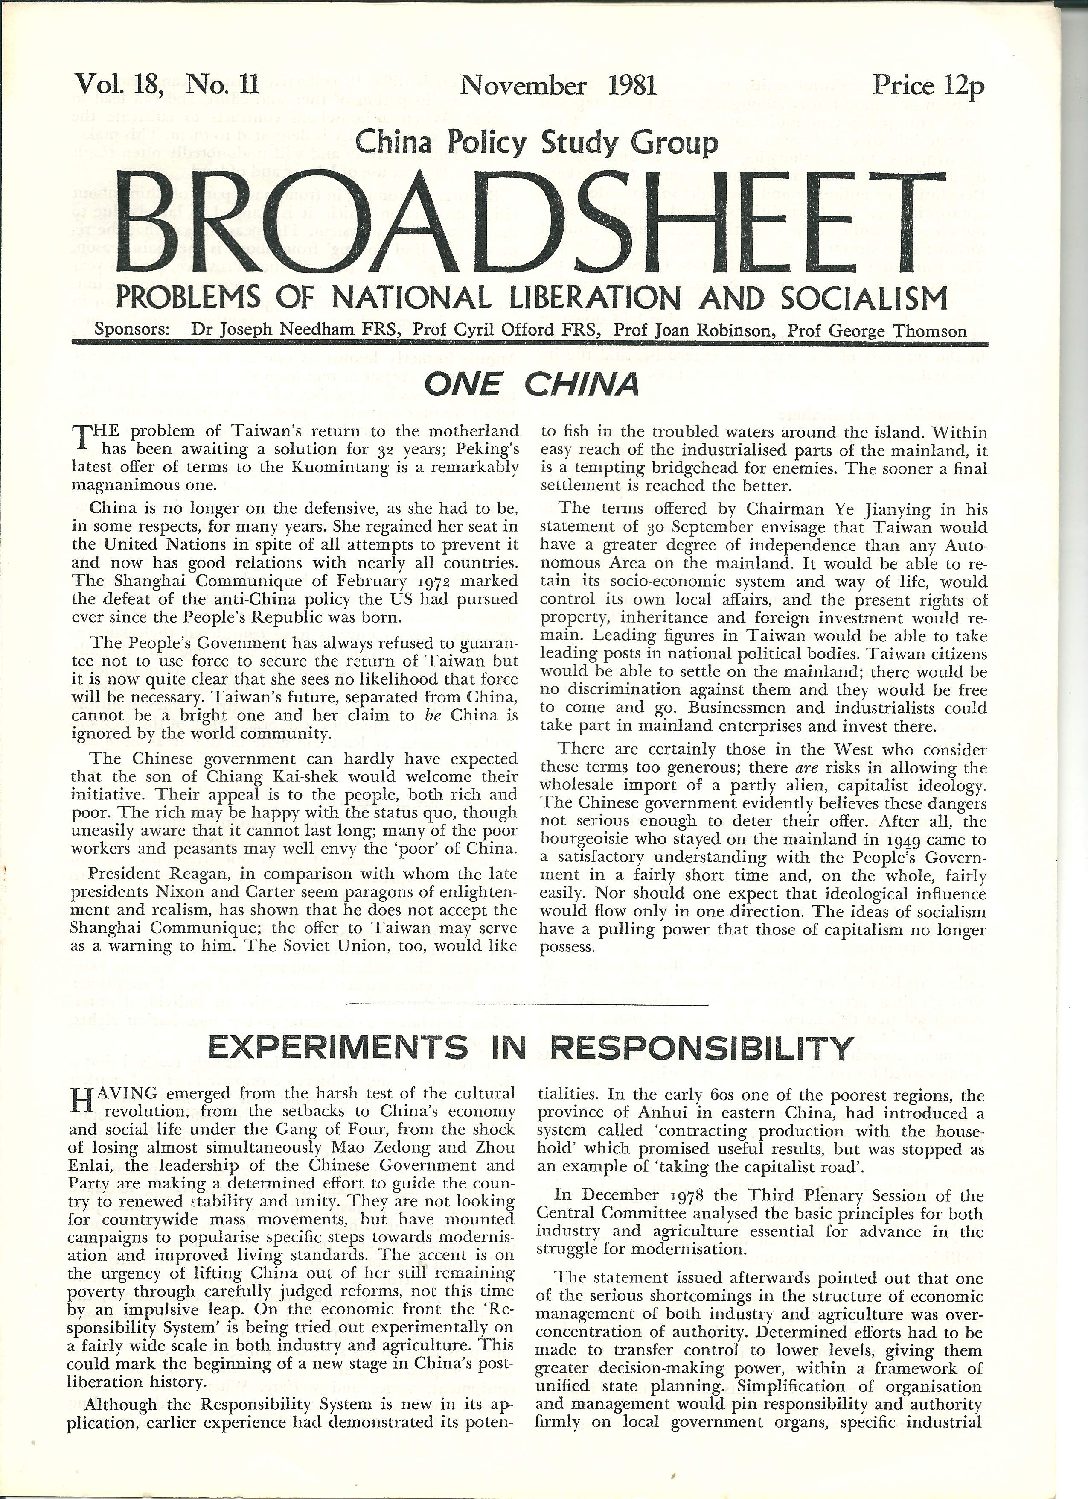 Vol. 18, No. 11 November 1981 Price 12p
China Policy Study Group
BROADSHEET
PROBLEMS OF NATIONAL LIBERATION AND SOCIALISM
Sponsors: Dr Joseph Needham FRS, Prof Cyril Offord FRS, Prof Joan Robinson, Prof George Thomson
ONE CHINA
THE problem of Taiwan's return to the motherland
has been awaiting a solution for 32 years; Peking's
latest offer of terms to the Kuomintang is a remarkably
magnanimous one.
China is no longer on the defensive, as she had to be,
in some respects, for many years. She regained her seat in
the United Nations in spite of all attempts to prevent it
and now has good relations with nearly all countries.
The Shanghai Communique of February 1972 marked
the defeat of the anti-China policy the US had pursued
ever since the People's Republic was born.
The People's Govenment has always refused to guaran-
tee not to use force to secure the return of Taiwan but
it is now quite clear that she sees no likelihood that force
will be necessary. Taiwan's future, separated from China,
cannot be a bright one and her claim to be China is
ignored by the world community.
The Chinese government can hardly have expected
that the son of Chiang Kai-shek would welcome their
initiative. Their appeal is to the people, both rich and
poor. The rich may be happy with the status quo, though
uneasily aware that it cannot last long; many of the poor
workers and peasants may well envy the 'poor' of China.
President Reagan, in comparison with whom the late
presidents Nixon and Carter seem paragons of enlighten-
ment and realism, has shown that he does not accept the
Shanghai Communique; the offer to Taiwan may serve
as a warning to him. The Soviet Union, too, would like
to fish in the troubled waters around the island. Within
easy reach of the industrialised parts of the mainland, it
is a tempting bridgehead for enemies. The sooner a final
settlement is reached the better.
The terms offered by Chairman Ye Jianying in his
statement of 30 September envisage that Taiwan would
have a greater degree of independence than any Auto-
nomous Area on the mainland. It would be able to re-
tain its socio-economic system and way of life, would
control its own local affairs, and the present rights of
property, inheritance and foreign investment would re-
main. Leading figures in Taiwan would be able to take
leading posts in national political bodies. Taiwan citizens
would be able to settle on the mainland; there would be
no discrimination against them and they would be free
to come and go. Businessmen and industrialists could
take part in mainland enterprises and invest there.
There are certainly those in the West who consider
these terms too generous; there are risks in allowing the
wholesale import of a partly alien, capitalist ideology.
The Chinese government evidently believes these dangers
not serious enough to deter their offer. After all, the
bourgeoisie who stayed on the mainland in 1949 came to
a satisfactory understanding with the People's Govern-
ment in a fairly short time and, on the whole, fairly
easily. Nor should one expect that ideological influence
would flow only in one direction. The ideas of socialism
have a pulling power that those of capitalism no longer
possess.
EXPERIMENTS IN RESPONSIBILITY
HAVING emerged from the harsh test of the cultural
revolution, from the setbacks to China's economy
and social life under the Gang of Four, from the shock
of losing almost simultaneously Mao Zedong and Zhou
Enlai, the leadership of the Chinese Government and
Party are making a determined effort to guide the coun-
try to renewed stability and unity. They are not looking
for countrywide mass movements, but have mounted
campaigns to popularise specific steps towards modernis-
ation and improved living standards. The accent is on
the urgency of lifting China out of her still remaining
poverty through carefully judged reforms, not this time
by an impulsive leap. On the economic front the 'Re-
sponsibility System' is being tried out experimentally on
a fairly wide scale in both industry and agriculture. This
could mark the beginning of a new stage in China's post-
liberation history.
Although the Responsibility System is new in its ap-
plication, earlier experience had demonstrated its poten-
tialities. In the early 60s one of the poorest regions, the
province of Anhui in eastern China, had introduced a
system called 'contracting production with the house-
hold' which promised useful results, but was stopped as
an example of 'taking the capitalist road'.
In December 1978 the Third Plenary Session of the
Central Committee analysed the basic principles for both
industry and agriculture essential for advance in the
struggle for modernisation.
The statement issued afterwards pointed out that one
of the serious shortcomings in the structure of economic
management of both industry and agriculture was over-
concentration of authority. Determined efforts had to be
made to transfer control to lower levels, giving them
greater decision-making power, within a framework of
unified state planning. Simplification of organisation
and management would pin responsibility and authority
firmly on local government organs, specific industrial